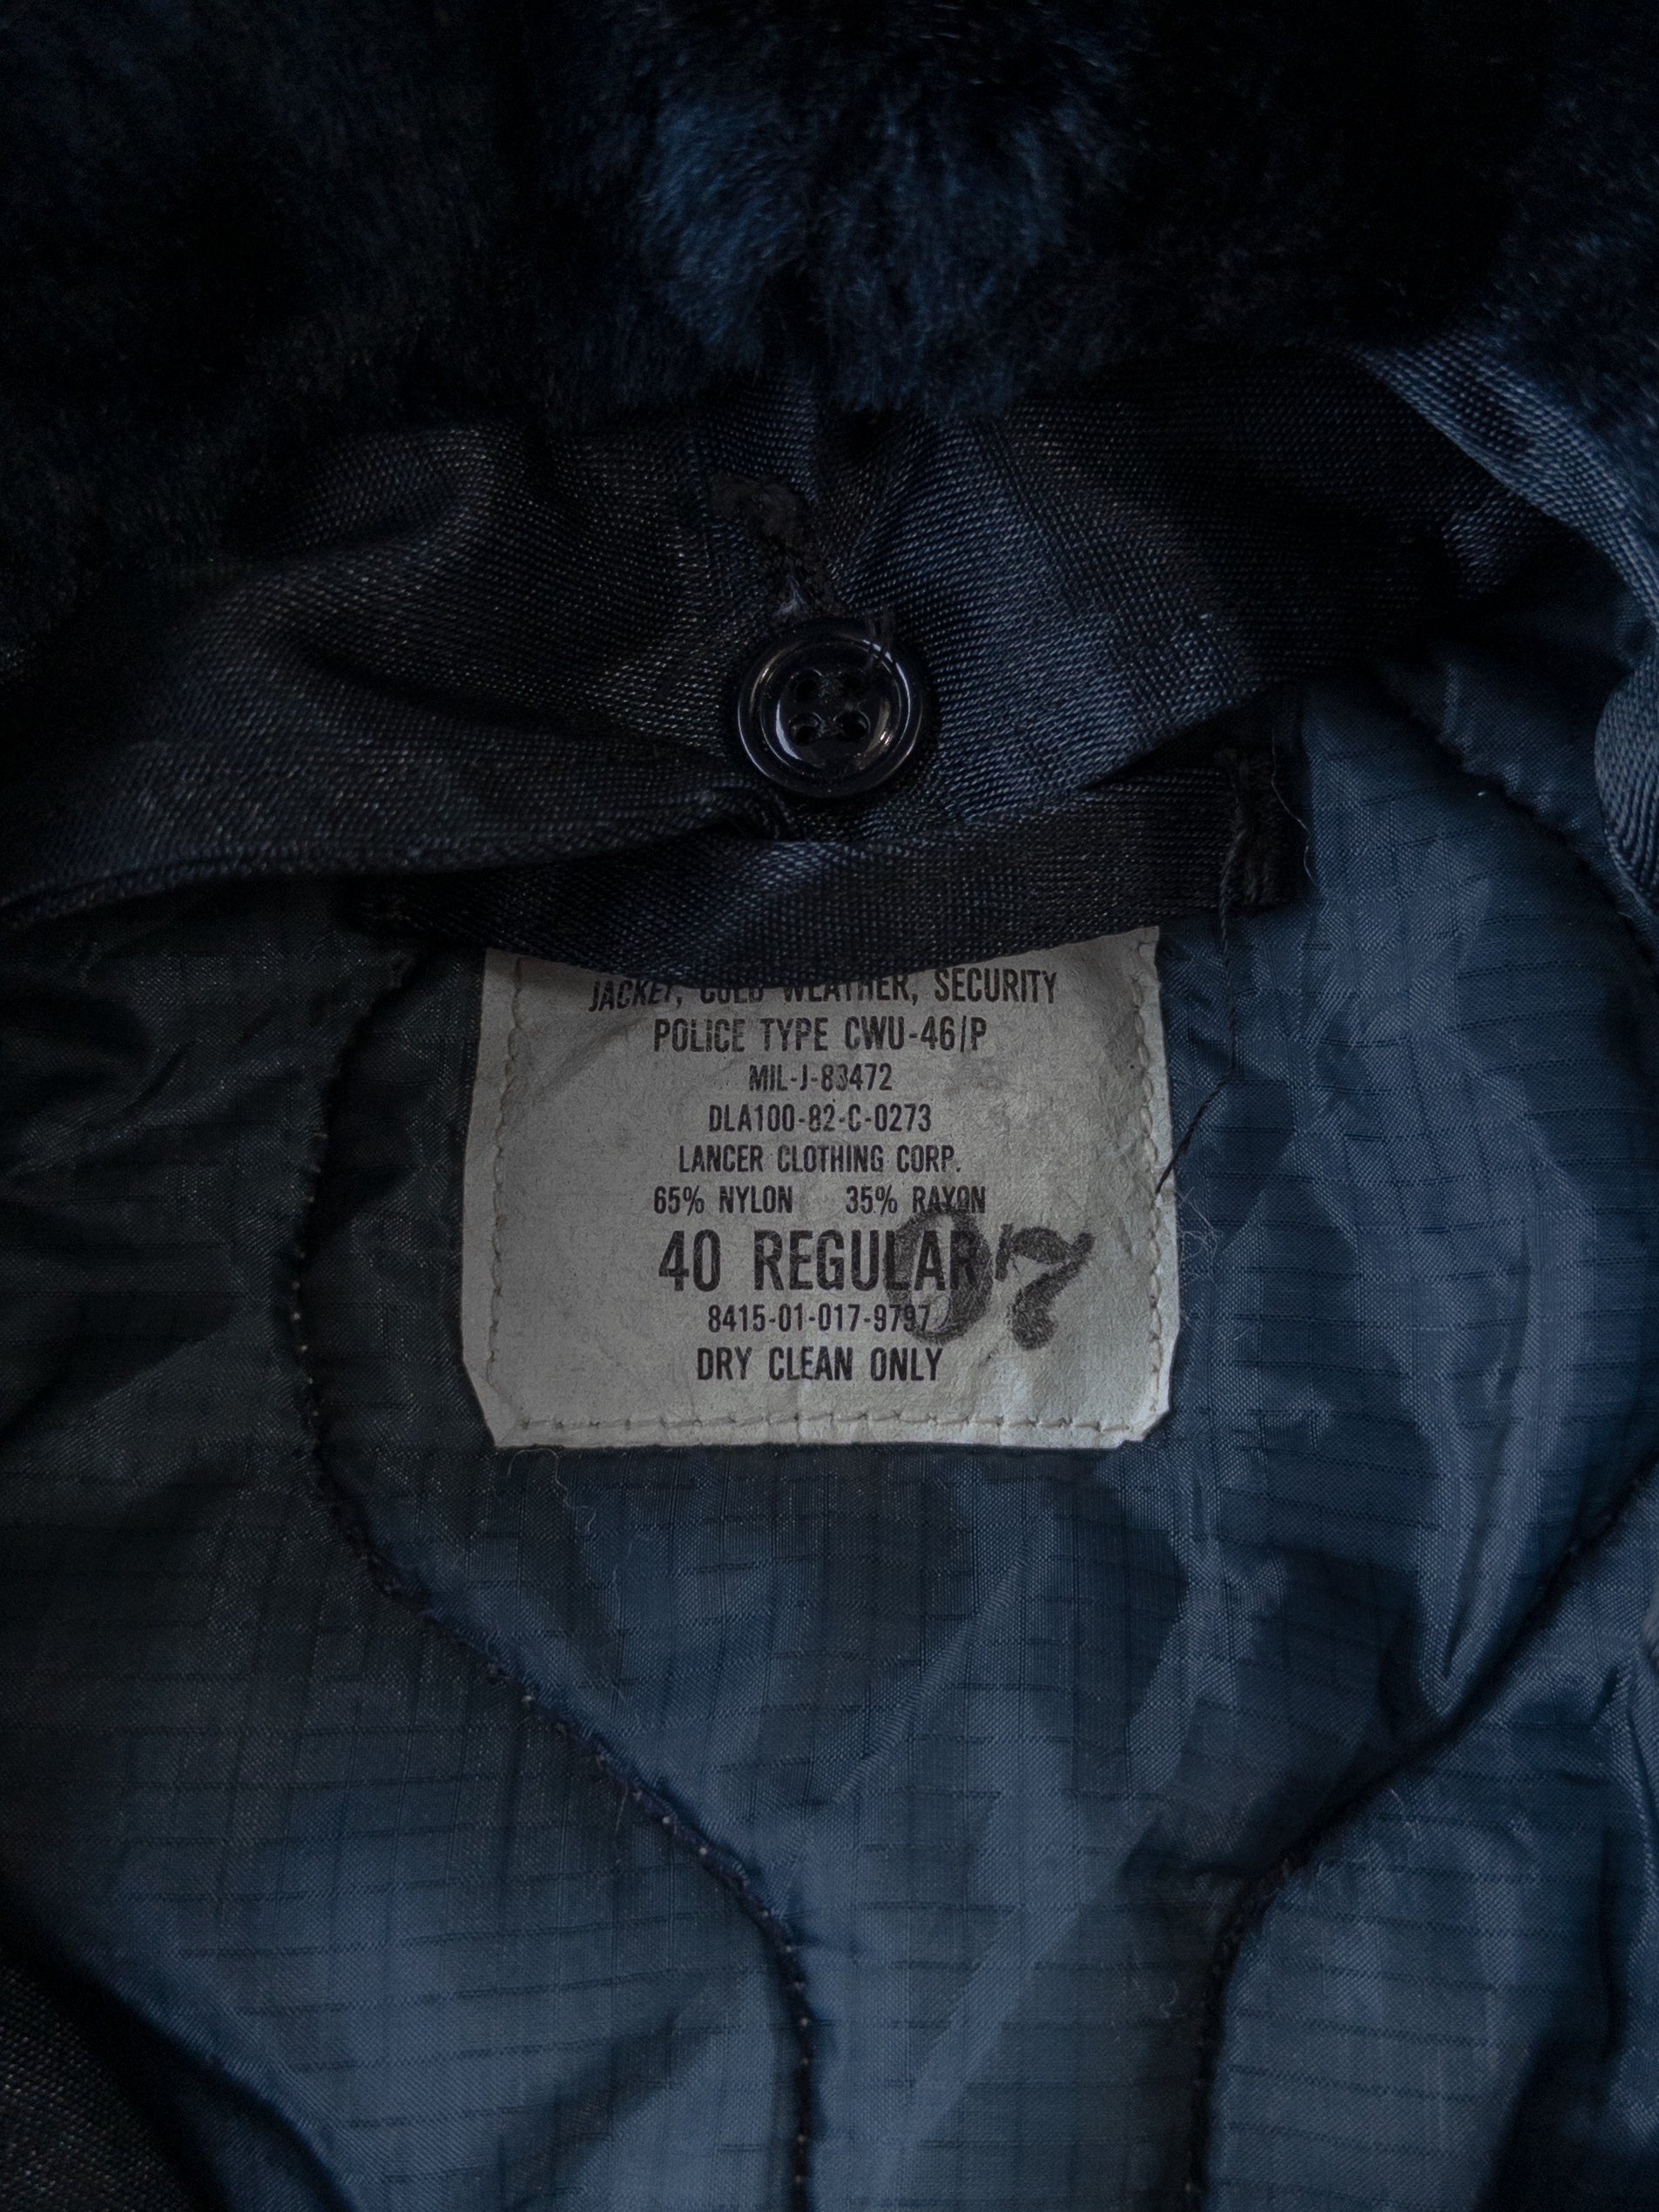 JACKET, COLD WEATHER, SECURITY
POLICE TYPE CWU-46/P
MIL-J-83472
DLA100-82-C-0273
LANCER CLOTHING CORP.
65% NYLON 35% RAYON
40 REGULAR
07
8415-01-017-9797
DRY CLEAN ONLY